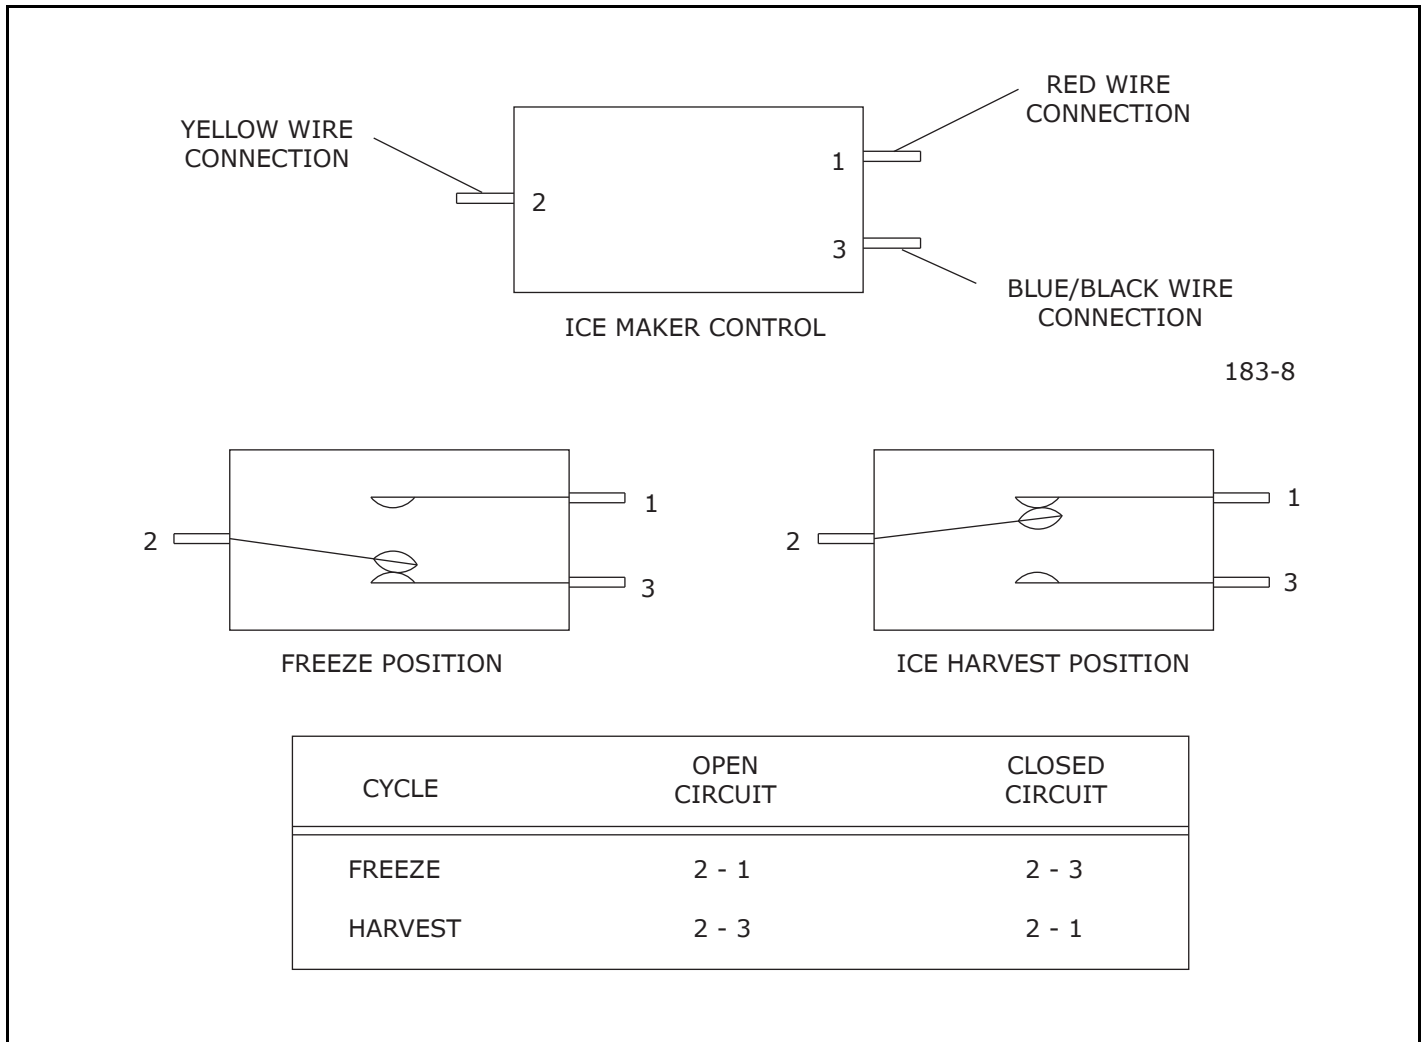 RED WIRE
CONNECTION
YELLOW WIRE
CONNECTION
1
2
3
BLUE/BLACK WIRE
CONNECTION
ICE MAKER CONTROL
183-8
2
1
3
FREEZE POSITION
2
1
3
ICE HARVEST POSITION
CYCLE
OPEN
CIRCUIT
CLOSED
CIRCUIT
FREEZE 2 - 1 2 - 3
HARVEST 2 - 3 2 - 1